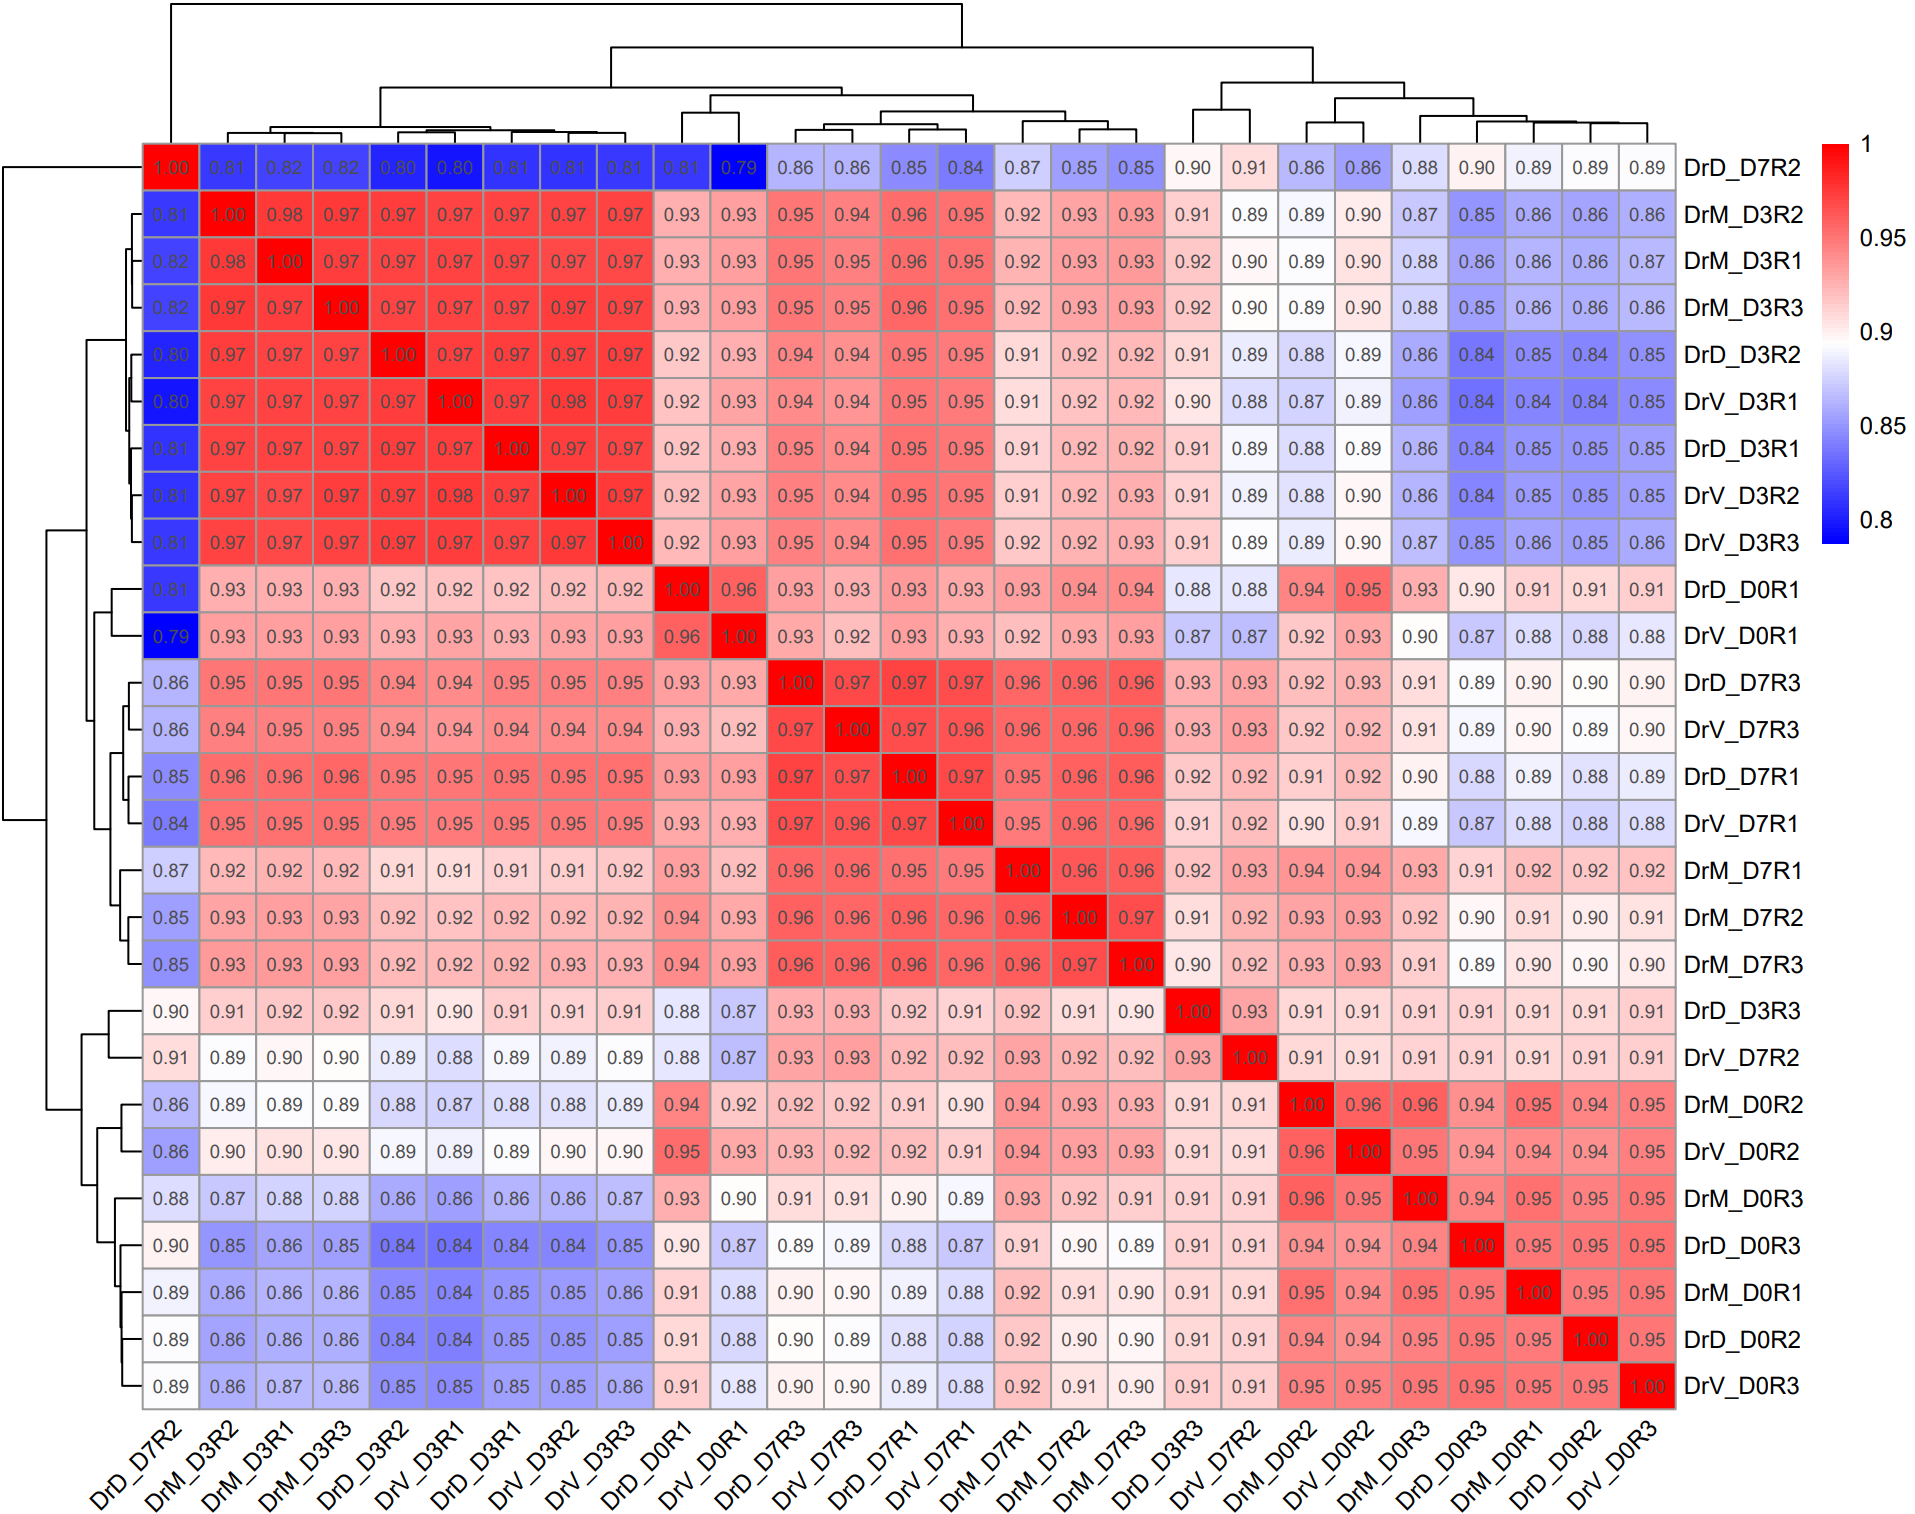 1.00 0.81 0.82 0.82 0.80 0.80 0.81 0.81 0.81 0.81 0.79 0.86 0.86 0.85 0.84 0.87 0.85 0.85 0.90 0.91 0.86 0.86 0.88 0.90 0.89 0.89 0.89 DrD_D7R2
0.81 1.00 0.98 0.97 0.97 0.97 0.97 0.97 0.97 0.93 0.93 0.95 0.94 0.96 0.95 0.92 0.93 0.93 0.91 0.89 0.89 0.90 0.87 0.85 0.86 0.86 0.86 DrM_D3R2
0.82 0.98 1.00 0.97 0.97 0.97 0.97 0.97 0.97 0.93 0.93 0.95 0.95 0.96 0.95 0.92 0.93 0.93 0.92 0.90 0.89 0.90 0.88 0.86 0.86 0.86 0.87 DrM_D3R1
0.82 0.97 0.97 1.00 0.97 0.97 0.97 0.97 0.97 0.93 0.93 0.95 0.95 0.96 0.95 0.92 0.93 0.93 0.92 0.90 0.89 0.90 0.88 0.85 0.86 0.86 0.86 DrM_D3R3
0.80 0.97 0.97 0.97 1.00 0.97 0.97 0.97 0.97 0.92 0.93 0.94 0.94 0.95 0.95 0.91 0.92 0.92 0.91 0.89 0.88 0.89 0.86 0.84 0.85 0.84 0.85 DrD_D3R2
0.80 0.97 0.97 0.97 0.97 1.00 0.97 0.98 0.97 0.92 0.93 0.94 0.94 0.95 0.95 0.91 0.92 0.92 0.90 0.88 0.87 0.89 0.86 0.84 0.84 0.84 0.85 DrV_D3R1
0.81 0.97 0.97 0.97 0.97 0.97 1.00 0.97 0.97 0.92 0.93 0.95 0.94 0.95 0.95 0.91 0.92 0.92 0.91 0.89 0.88 0.89 0.86 0.84 0.85 0.85 0.85 DrD_D3R1
0.81 0.97 0.97 0.97 0.97 0.98 0.97 1.00 0.97 0.92 0.93 0.95 0.94 0.95 0.95 0.91 0.92 0.93 0.91 0.89 0.88 0.90 0.86 0.84 0.85 0.85 0.85 DrV_D3R2
0.81 0.97 0.97 0.97 0.97 0.97 0.97 0.97 1.00 0.92 0.93 0.95 0.94 0.95 0.95 0.92 0.92 0.93 0.91 0.89 0.89 0.90 0.87 0.85 0.86 0.85 0.86 DrV_D3R3
0.81 0.93 0.93 0.93 0.92 0.92 0.92 0.92 0.92 1.00 0.96 0.93 0.93 0.93 0.93 0.93 0.94 0.94 0.88 0.88 0.94 0.95 0.93 0.90 0.91 0.91 0.91 DrD_D0R1
0.79 0.93 0.93 0.93 0.93 0.93 0.93 0.93 0.93 0.96 1.00 0.93 0.92 0.93 0.93 0.92 0.93 0.93 0.87 0.87 0.92 0.93 0.90 0.87 0.88 0.88 0.88 DrV_D0R1
0.86 0.95 0.95 0.95 0.94 0.94 0.95 0.95 0.95 0.93 0.93 1.00 0.97 0.97 0.97 0.96 0.96 0.96 0.93 0.93 0.92 0.93 0.91 0.89 0.90 0.90 0.90 DrD_D7R3
0.86 0.94 0.95 0.95 0.94 0.94 0.94 0.94 0.94 0.93 0.92 0.97 1.00 0.97 0.96 0.96 0.96 0.96 0.93 0.93 0.92 0.92 0.91 0.89 0.90 0.89 0.90 DrV_D7R3
0.85 0.96 0.96 0.96 0.95 0.95 0.95 0.95 0.95 0.93 0.93 0.97 0.97 1.00 0.97 0.95 0.96 0.96 0.92 0.92 0.91 0.92 0.90 0.88 0.89 0.88 0.89 DrD_D7R1
0.84 0.95 0.95 0.95 0.95 0.95 0.95 0.95 0.95 0.93 0.93 0.97 0.96 0.97 1.00 0.95 0.96 0.96 0.91 0.92 0.90 0.91 0.89 0.87 0.88 0.88 0.88 DrV_D7R1
0.87 0.92 0.92 0.92 0.91 0.91 0.91 0.91 0.92 0.93 0.92 0.96 0.96 0.95 0.95 1.00 0.96 0.96 0.92 0.93 0.94 0.94 0.93 0.91 0.92 0.92 0.92 DrM_D7R1
0.85 0.93 0.93 0.93 0.92 0.92 0.92 0.92 0.92 0.94 0.93 0.96 0.96 0.96 0.96 0.96 1.00 0.97 0.91 0.92 0.93 0.93 0.92 0.90 0.91 0.90 0.91 DrM_D7R2
0.85 0.93 0.93 0.93 0.92 0.92 0.92 0.93 0.93 0.94 0.93 0.96 0.96 0.96 0.96 0.96 0.97 1.00 0.90 0.92 0.93 0.93 0.91 0.89 0.90 0.90 0.90 DrM_D7R3
0.90 0.91 0.92 0.92 0.91 0.90 0.91 0.91 0.91 0.88 0.87 0.93 0.93 0.92 0.91 0.92 0.91 0.90 1.00 0.93 0.91 0.91 0.91 0.91 0.91 0.91 0.91 DrD_D3R3
0.91 0.89 0.90 0.90 0.89 0.88 0.89 0.89 0.89 0.88 0.87 0.93 0.93 0.92 0.92 0.93 0.92 0.92 0.93 1.00 0.91 0.91 0.91 0.91 0.91 0.91 0.91 DrV_D7R2
0.86 0.89 0.89 0.89 0.88 0.87 0.88 0.88 0.89 0.94 0.92 0.92 0.92 0.91 0.90 0.94 0.93 0.93 0.91 0.91 1.00 0.96 0.96 0.94 0.95 0.94 0.95 DrM_D0R2
0.86 0.90 0.90 0.90 0.89 0.89 0.89 0.90 0.90 0.95 0.93 0.93 0.92 0.92 0.91 0.94 0.93 0.93 0.91 0.91 0.96 1.00 0.95 0.94 0.94 0.94 0.95 DrV_D0R2
0.88 0.87 0.88 0.88 0.86 0.86 0.86 0.86 0.87 0.93 0.90 0.91 0.91 0.90 0.89 0.93 0.92 0.91 0.91 0.91 0.96 0.95 1.00 0.94 0.95 0.95 0.95 DrM_D0R3
0.90 0.85 0.86 0.85 0.84 0.84 0.84 0.84 0.85 0.90 0.87 0.89 0.89 0.88 0.87 0.91 0.90 0.89 0.91 0.91 0.94 0.94 0.94 1.00 0.95 0.95 0.95 DrD_D0R3
0.89 0.86 0.86 0.86 0.85 0.84 0.85 0.85 0.86 0.91 0.88 0.90 0.90 0.89 0.88 0.92 0.91 0.90 0.91 0.91 0.95 0.94 0.95 0.95 1.00 0.95 0.95 DrM_D0R1
0.89 0.86 0.86 0.86 0.84 0.84 0.85 0.85 0.85 0.91 0.88 0.90 0.89 0.88 0.88 0.92 0.90 0.90 0.91 0.91 0.94 0.94 0.95 0.95 0.95 1.00 0.95 DrD_D0R2
0.89 0.86 0.87 0.86 0.85 0.85 0.85 0.85 0.86 0.91 0.88 0.90 0.90 0.89 0.88 0.92 0.91 0.90 0.91 0.91 0.95 0.95 0.95 0.95 0.95 0.95 1.00 DrV_D0R3
DrD_D7R2 DrM_D3R2 DrM_D3R1 DrM_D3R3 DrD_D3R2 DrV_D3R1 DrD_D3R1 DrV_D3R2 DrV_D3R3 DrD_D0R1 DrV_D0R1 DrD_D7R3 DrV_D7R3 DrD_D7R1 DrV_D7R1 DrM_D7R1 DrM_D7R2 DrM_D7R3 DrD_D3R3 DrV_D7R2 DrM_D0R2 DrV_D0R2 DrM_D0R3 DrD_D0R3 DrM_D0R1 DrD_D0R2 DrV_D0R3
1
0.95
0.9
0.85
0.8